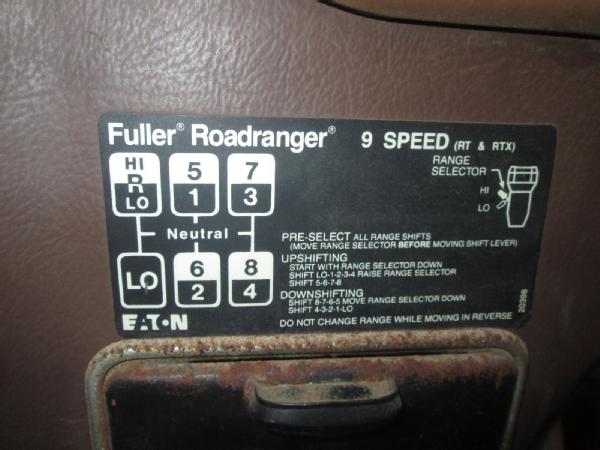 Fuller® Roadranger® 9 SPEED (RT & RTX)
HI
R
LO
5
1
7
3
RANGE
SELECTOR
HI
LO
Neutral
LO
6
2
8
4
PRE-SELECT ALL RANGE SHIFTS
(MOVE RANGE SELECTOR BEFORE MOVING SHIFT LEVER)
UPSHIFTING
START WITH RANGE SELECTOR DOWN
SHIFT LO-1-2-3-4 RAISE RANGE SELECTOR
SHIFT 5-6-7-8
DOWNSHIFTING
SHIFT 8-7-6-5 MOVE RANGE SELECTOR DOWN
SHIFT 4-3-2-1-LO
DO NOT CHANGE RANGE WHILE MOVING IN REVERSE
EATON
20398